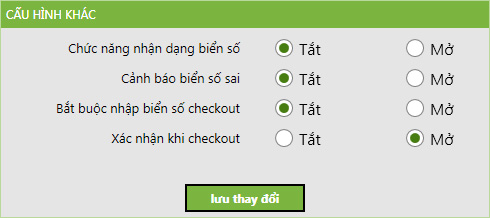 CẤU HÌNH KHÁC
Chức năng nhận dạng biển số Tắt Mở
Cảnh báo biển số sai Tắt Mở
Bắt buộc nhập biển số checkout Tắt Mở
Xác nhận khi checkout Tắt Mở
lưu thay đổi